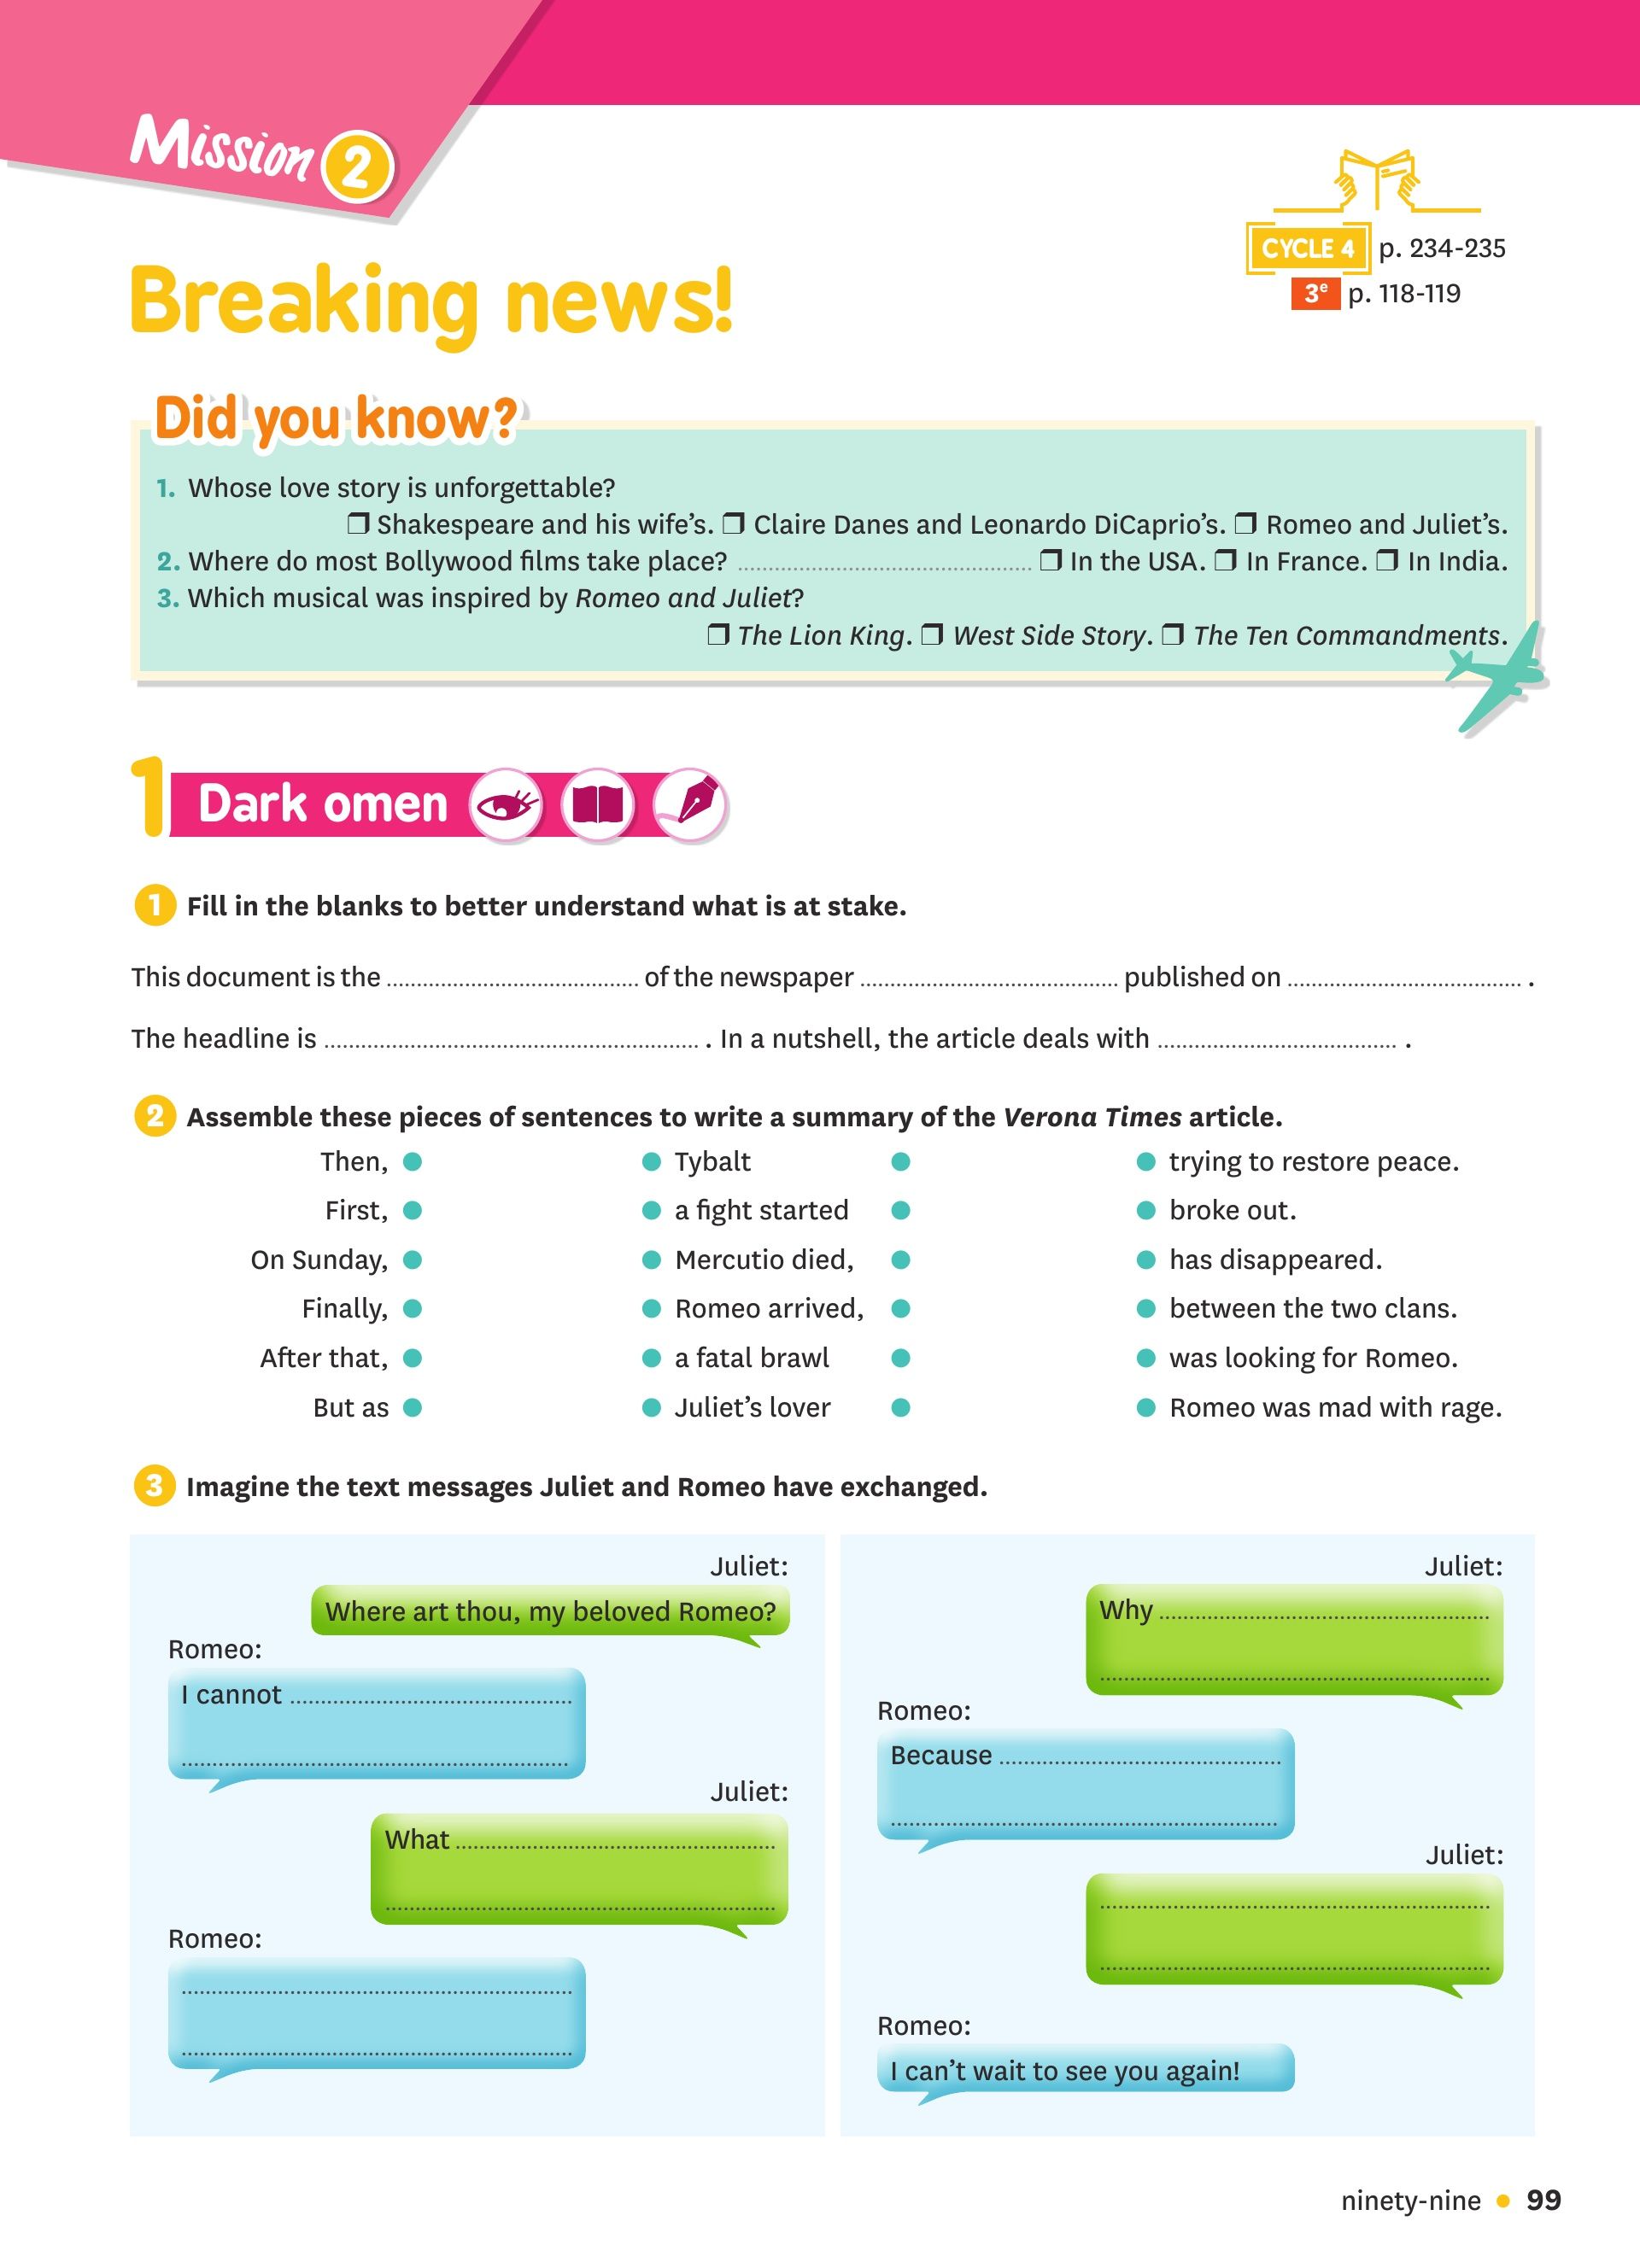 Mission 2
CYCLE 4 p. 234-235
3e p. 118-119
Breaking news!
Did you know?
1. Whose love story is unforgettable?
❒ Shakespeare and his wife's. ❒ Claire Danes and Leonardo DiCaprio's. ❒ Romeo and Juliet's.
2. Where do most Bollywood films take place? ........................................ ❒ In the USA. ❒ In France. ❒ In India.
3. Which musical was inspired by Romeo and Juliet?
❒ The Lion King. ❒ West Side Story. ❒ The Ten Commandments.
1 Dark omen
1 Fill in the blanks to better understand what is at stake.
This document is the ........................................ of the newspaper ........................................ published on ........................................ .
The headline is ........................................ . In a nutshell, the article deals with ........................................ .
2 Assemble these pieces of sentences to write a summary of the Verona Times article.
Then, ● ● Tybalt ● ● trying to restore peace.
First, ● ● a fight started ● ● broke out.
On Sunday, ● ● Mercutio died, ● ● has disappeared.
Finally, ● ● Romeo arrived, ● ● between the two clans.
After that, ● ● a fatal brawl ● ● was looking for Romeo.
But as ● ● Juliet's lover ● ● Romeo was mad with rage.
3 Imagine the text messages Juliet and Romeo have exchanged.
Juliet:
Where art thou, my beloved Romeo?
Romeo:
I cannot ........................................
........................................
Juliet:
What ........................................
........................................
Romeo:
........................................
........................................
Juliet:
Why ........................................
........................................
Romeo:
Because ........................................
........................................
Juliet:
........................................
........................................
Romeo:
I can't wait to see you again!
ninety-nine ● 99